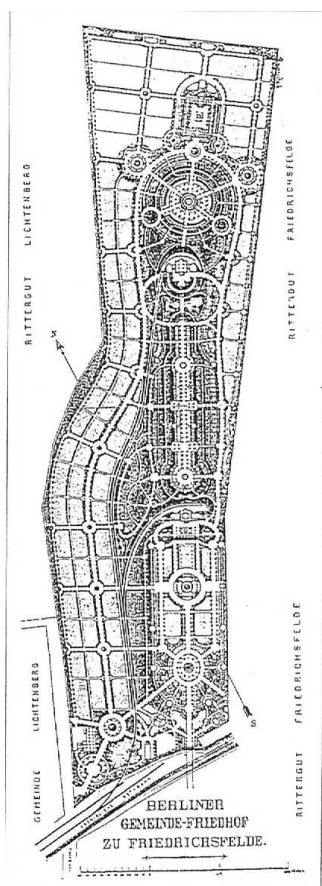 RITTERGUT LICHTENBERG
RITTERGUT FRIEDRICHSFELDE
N
S
GEMEINDE LICHTENBERG
RITTERGUT FRIEDRICHSFELDE
BERLINER
GEMEINDE-FRIEDHOF
ZU FRIEDRICHSFELDE.